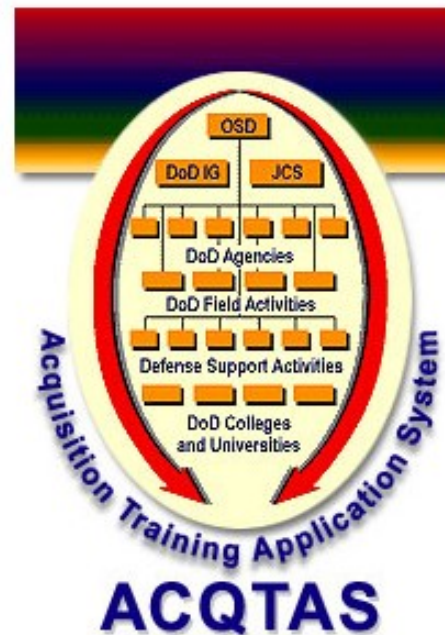 OSD
DoD IG JCS
DoD Agencies
DoD Field Activities
Defense Support Activities
DoD Colleges
and Universities
Acquisition Training Application System
ACQTAS